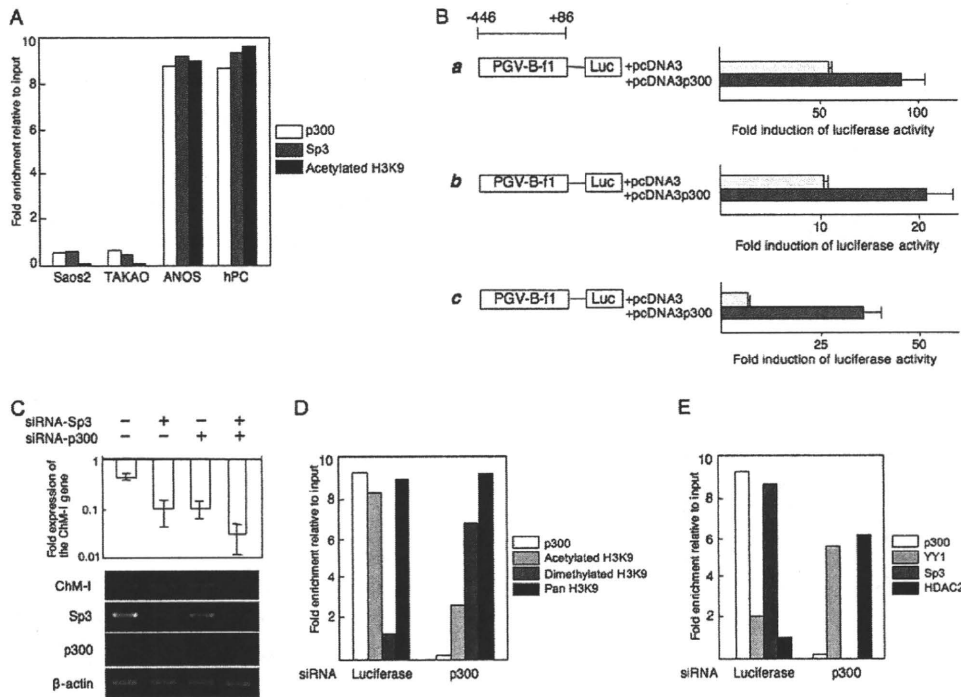 A
Fold enrichment relative to input
10
8
6
4
2
0
Saos2 TAKAO ANOS hPC
p300
Sp3
Acetylated H3K9
B
-446 +86
a PGV-B-f1 Luc +pcDNA3
+pcDNA3p300
50 100
Fold induction of luciferase activity
b PGV-B-f1 Luc +pcDNA3
+pcDNA3p300
10 20
Fold induction of luciferase activity
c PGV-B-f1 Luc +pcDNA3
+pcDNA3p300
25 50
Fold induction of luciferase activity
C
siRNA-Sp3 − + − +
siRNA-p300 − − + +
Fold expression of
the ChM-I gene
1
0.1
0.01
ChM-I
Sp3
p300
β-actin
D
Fold enrichment relative to input
10
8
6
4
2
siRNA Luciferase p300
p300
Acetylated H3K9
Dimethylated H3K9
Pan H3K9
E
Fold enrichment relative to input
10
8
6
4
2
siRNA Luciferase p300
p300
YY1
Sp3
HDAC2